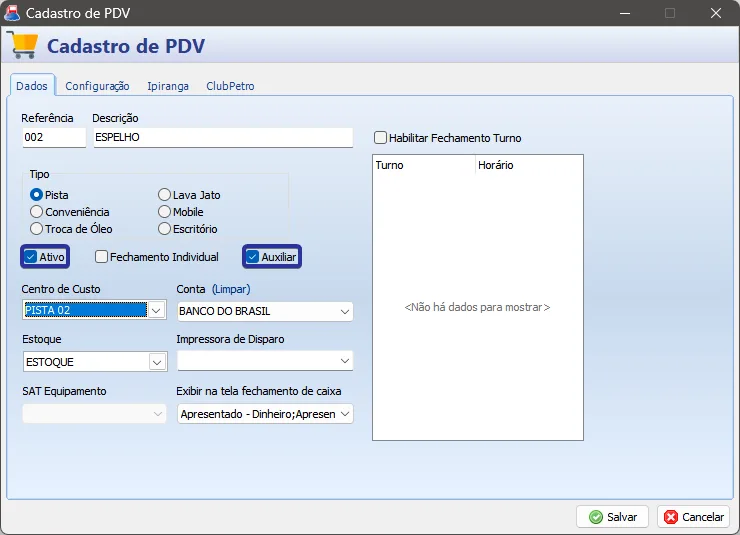 Cadastro de PDV
Cadastro de PDV
Dados Configuração Ipiranga ClubPetro
Referência Descrição
002 ESPELHO
Habilitar Fechamento Turno
Turno Horário
Tipo
Pista Lava Jato
Conveniência Mobile
Troca de Óleo Escritório
Ativo Fechamento Individual Auxiliar
Centro de Custo Conta (Limpar)
PISTA 02 BANCO DO BRASIL
<Não há dados para mostrar>
Estoque Impressora de Disparo
ESTOQUE
SAT Equipamento Exibir na tela fechamento de caixa
Apresentado - Dinheiro;Apresen
Salvar Cancelar